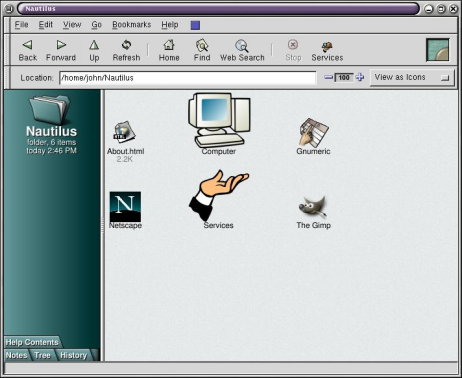 Nautilus
File Edit View Go Bookmarks Help
Back Forward Up Refresh Home Find Web Search Stop Services
Location: /home/john/Nautilus 100 View as Icons
Nautilus
folder, 6 items
today 2:46 PM
About.html Computer Gnumeric
2.2K
N
Netscape Services The Gimp
Help Contents
Notes Tree History